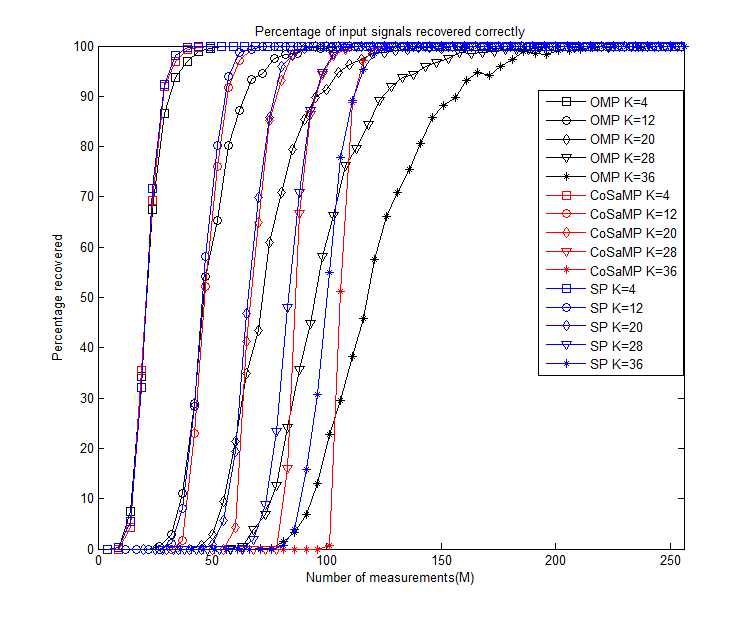 Percentage of input signals recovered correctly
100
90
80
70
60
50
40
30
20
10
0
Percentage recovered
0
50
100
150
200
250
Number of measurements(M)
OMP K=4
OMP K=12
OMP K=20
OMP K=28
OMP K=36
CoSaMP K=4
CoSaMP K=12
CoSaMP K=20
CoSaMP K=28
CoSaMP K=36
SP K=4
SP K=12
SP K=20
SP K=28
SP K=36